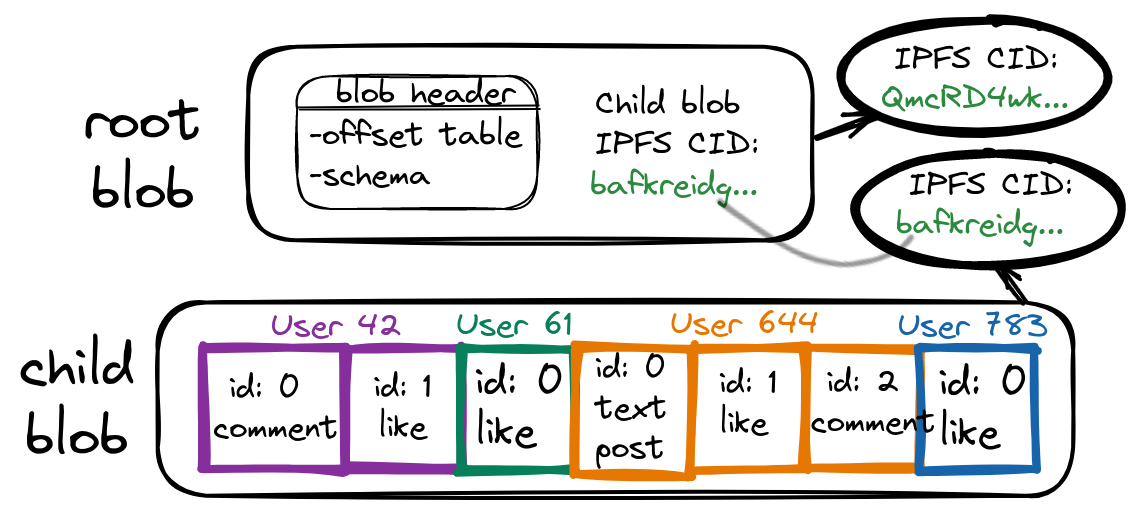 root
blob
blob header
-offset table
-schema
Child blob
IPFS CID:
bafkreidg...
IPFS CID:
QmcRD4wk...
IPFS CID:
bafkreidg...
child
blob
User 42
User 61
User 644
User 783
id: 0
comment
id: 1
like
id: 0
like
id: 0
text
post
id: 1
like
id: 2
comment
id: 0
like